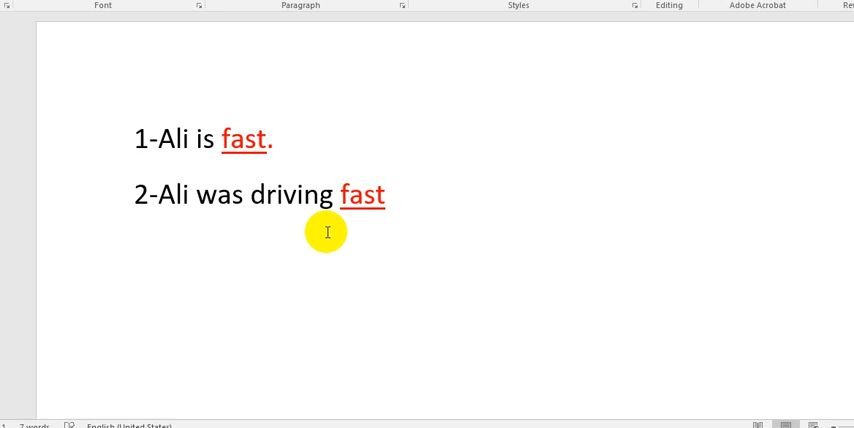 Font Paragraph Styles Editing Adobe Acrobat
1-Ali is fast.
2-Ali was driving fast
7 words English (United States)